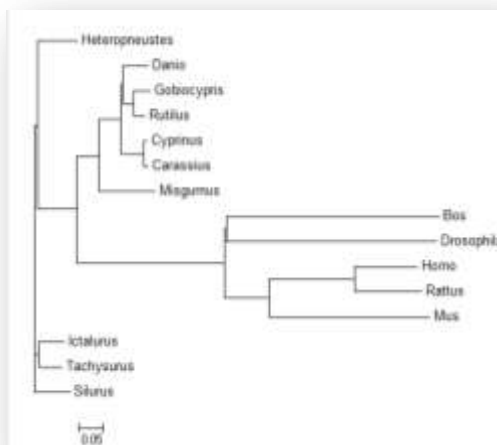 Heteropneustes
Danio
Gobiocypris
Rutilus
Cyprinus
Carassius
Misgurnus
Bos
Drosophila
Homo
Rattus
Mus
Ictalurus
Tachysurus
Silurus
0.05